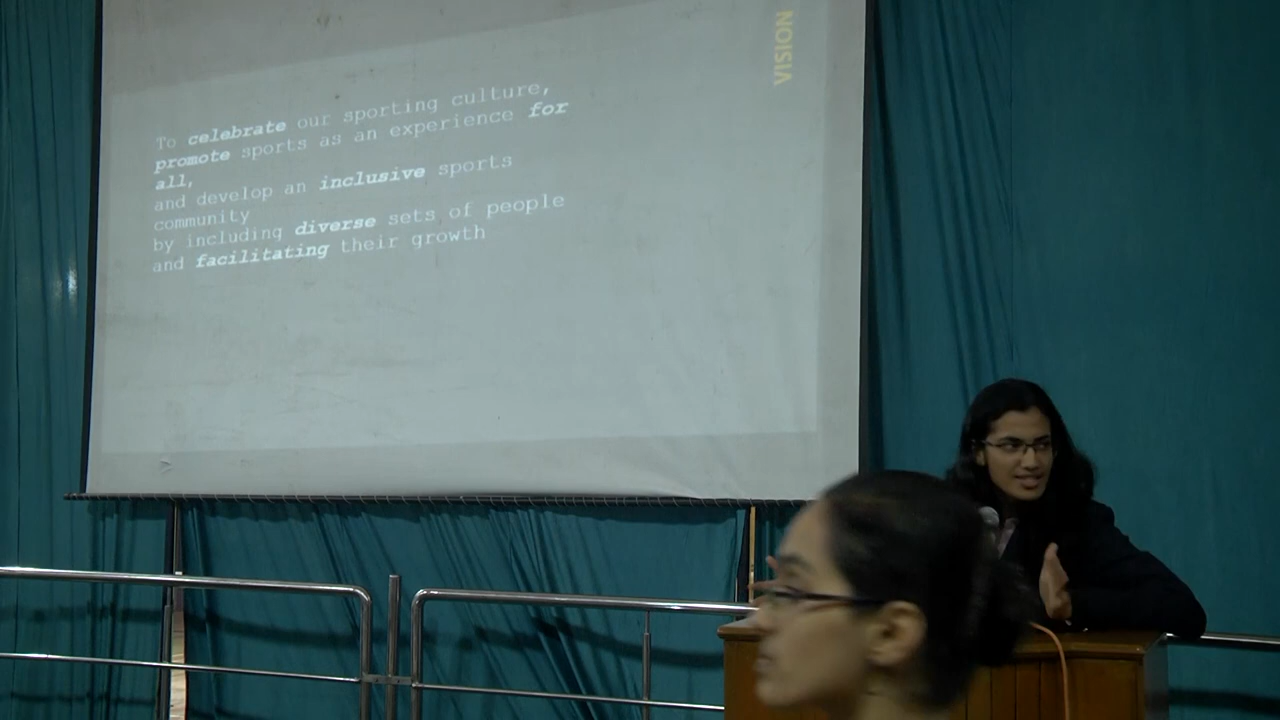 VISION
To celebrate our sporting culture,
promote sports as an experience for
all,
and develop an inclusive sports
community
by including diverse sets of people
and facilitating their growth